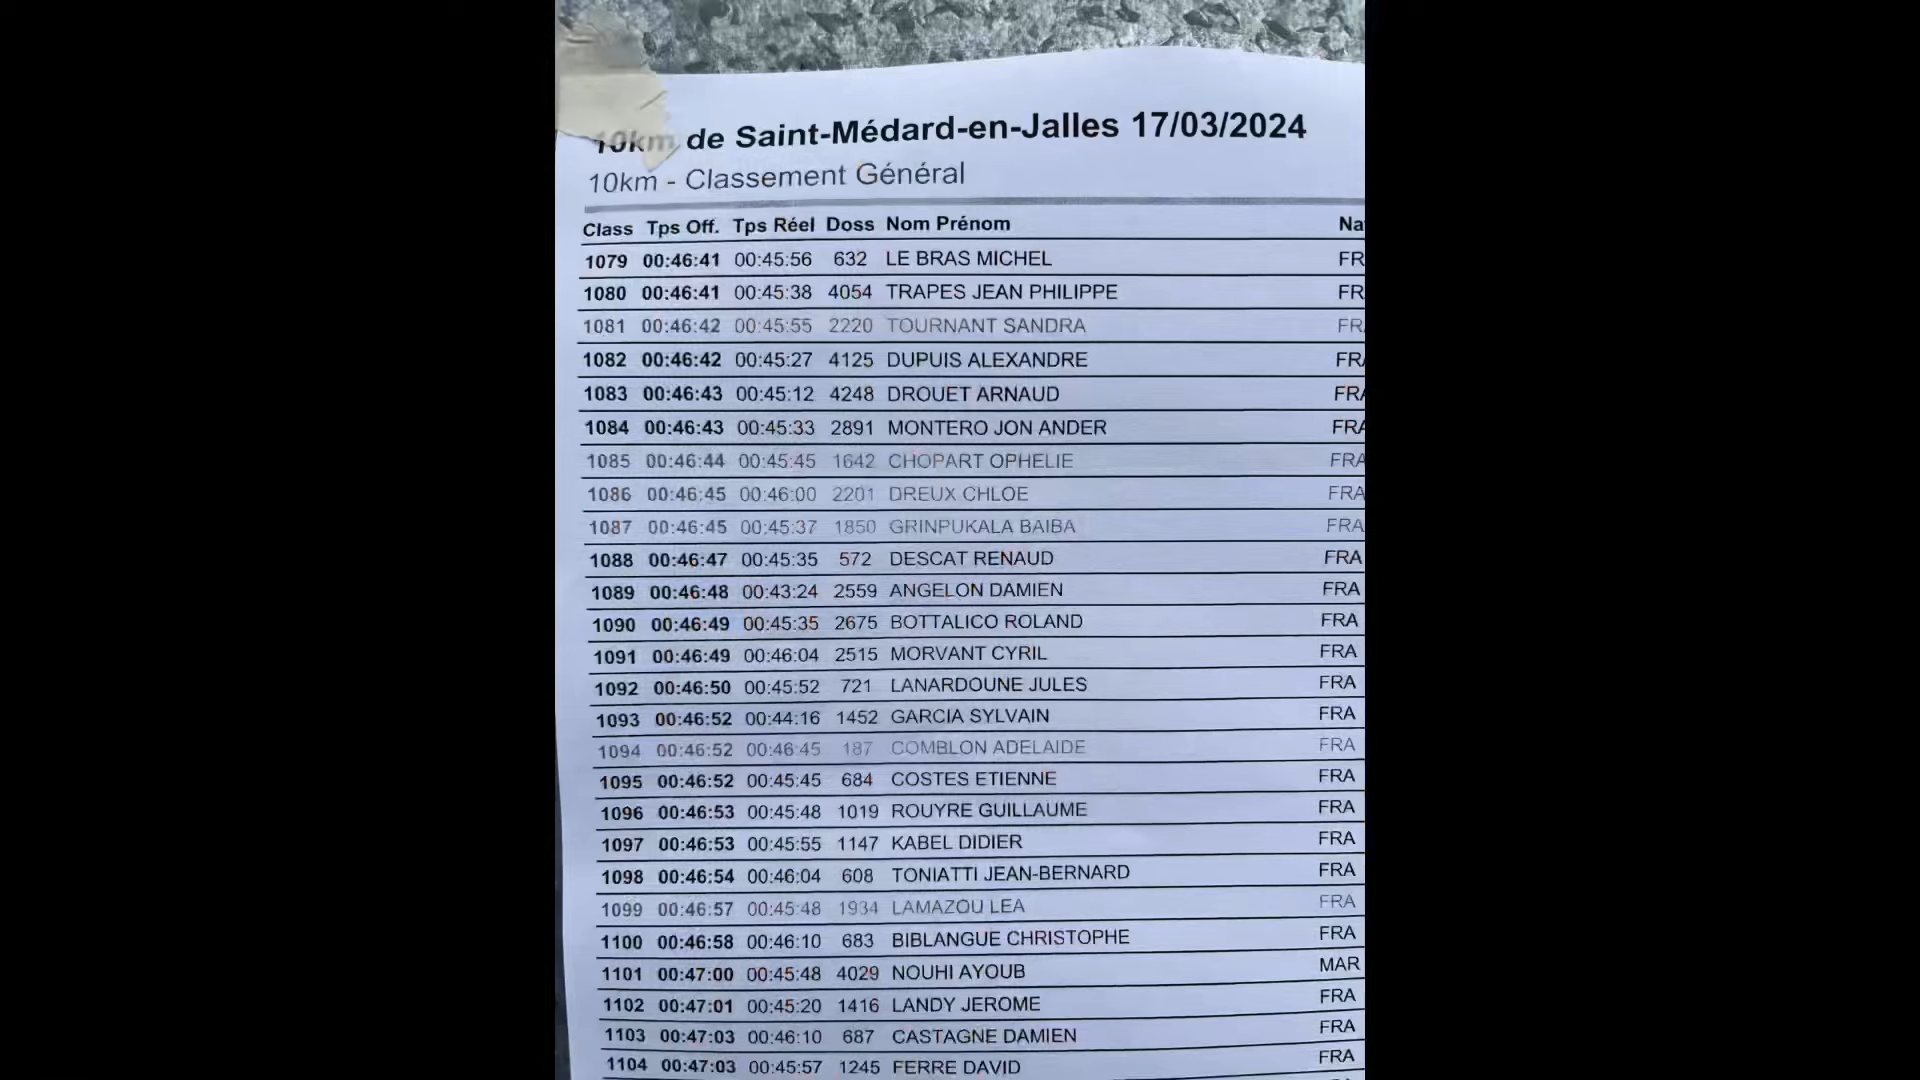 10km de Saint-Médard-en-Jalles 17/03/2024
10km - Classement Général
Class Tps Off. Tps Réel Doss Nom Prénom Na
1079 00:46:41 00:45:56 632 LE BRAS MICHEL FR
1080 00:46:41 00:45:38 4054 TRAPES JEAN PHILIPPE FR
1081 00:46:42 00:45:55 2220 TOURNANT SANDRA FRA
1082 00:46:42 00:45:27 4125 DUPUIS ALEXANDRE FRA
1083 00:46:43 00:45:12 4248 DROUET ARNAUD FRA
1084 00:46:43 00:45:33 2891 MONTERO JON ANDER FRA
1085 00:46:44 00:45:45 1642 CHOPART OPHELIE FRA
1086 00:46:45 00:46:00 2201 DREUX CHLOE FRA
1087 00:46:45 00:45:37 1850 GRINPUKALA BAIBA FRA
1088 00:46:47 00:45:35 572 DESCAT RENAUD FRA
1089 00:46:48 00:43:24 2559 ANGELON DAMIEN FRA
1090 00:46:49 00:45:35 2675 BOTTALICO ROLAND FRA
1091 00:46:49 00:46:04 2515 MORVANT CYRIL FRA
1092 00:46:50 00:45:52 721 LANARDOUNE JULES FRA
1093 00:46:52 00:44:16 1452 GARCIA SYLVAIN FRA
1094 00:46:52 00:46:45 187 COMBLON ADELAIDE FRA
1095 00:46:52 00:45:45 684 COSTES ETIENNE FRA
1096 00:46:53 00:45:48 1019 ROUYRE GUILLAUME FRA
1097 00:46:53 00:45:55 1147 KABEL DIDIER FRA
1098 00:46:54 00:46:04 608 TONIATTI JEAN-BERNARD FRA
1099 00:46:57 00:45:48 1934 LAMAZOU LEA FRA
1100 00:46:58 00:46:10 683 BIBLANGUE CHRISTOPHE FRA
1101 00:47:00 00:45:48 4029 NOUHI AYOUB MAR
1102 00:47:01 00:45:20 1416 LANDY JEROME FRA
1103 00:47:03 00:46:10 687 CASTAGNE DAMIEN FRA
1104 00:47:03 00:45:57 1245 FERRE DAVID FRA